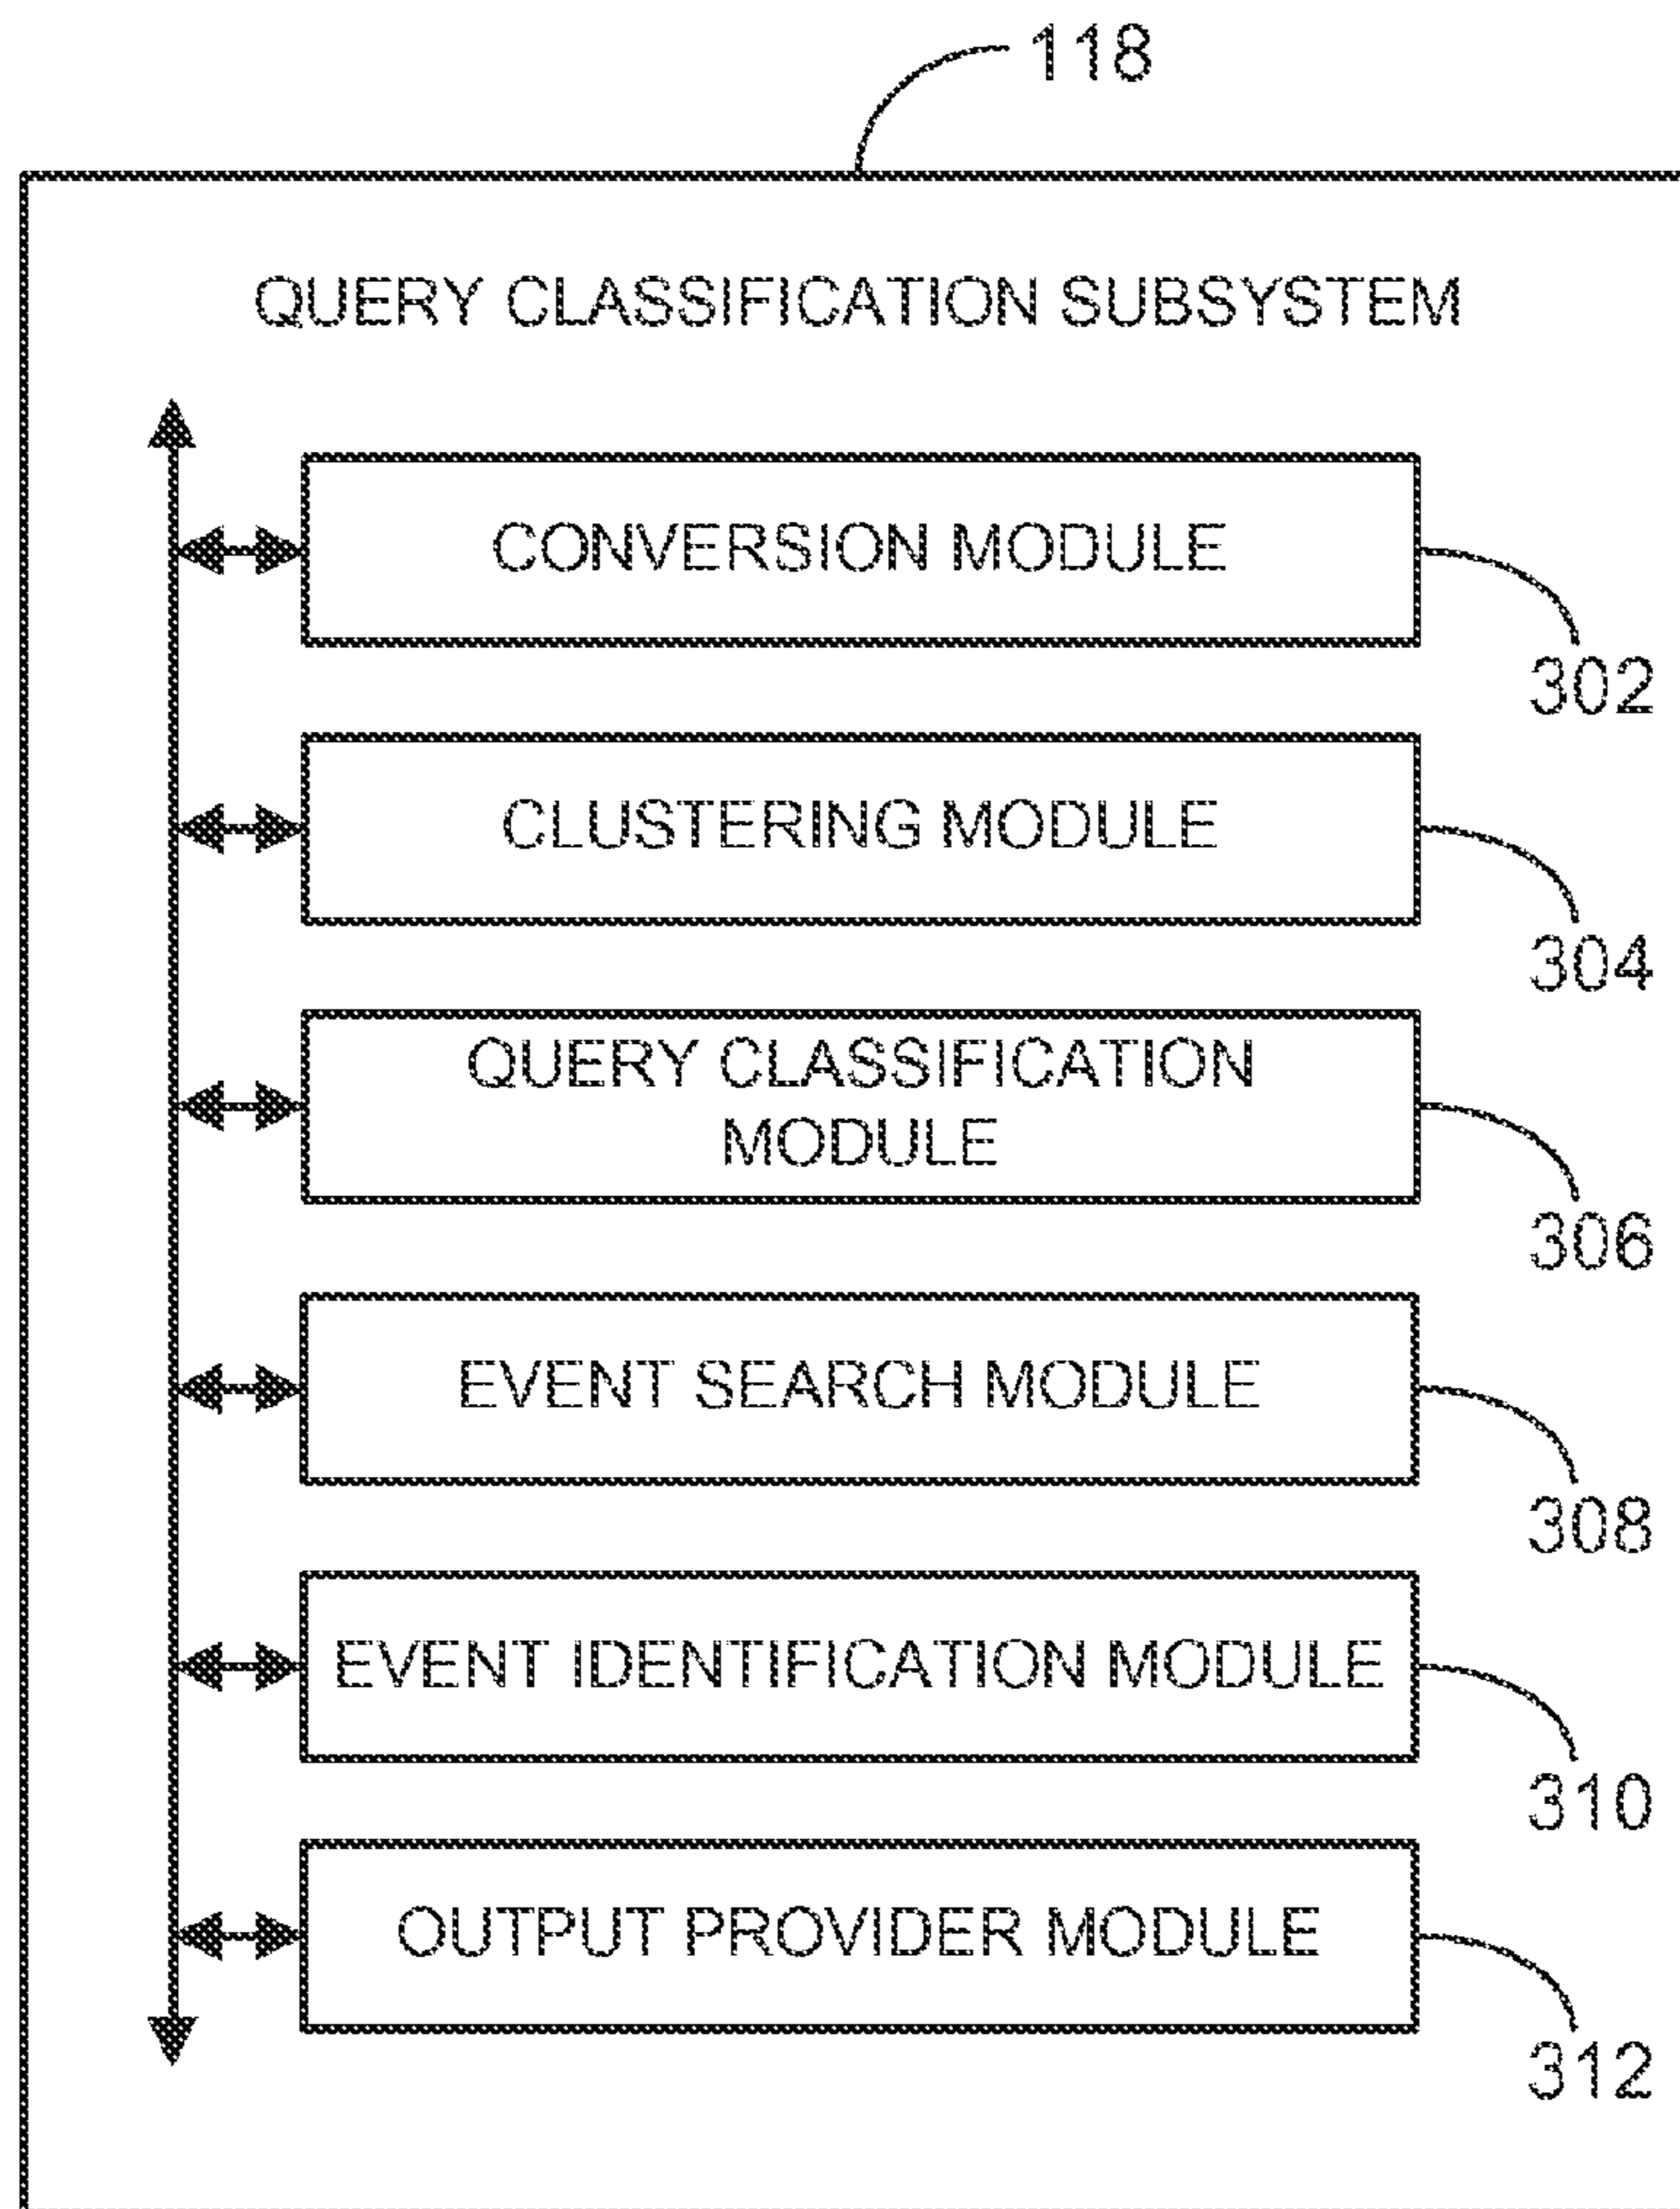 118
QUERY CLASSIFICATION SUBSYSTEM
CONVERSION MODULE
302
CLUSTERING MODULE
304
QUERY CLASSIFICATION
MODULE
306
EVENT SEARCH MODULE
308
EVENT IDENTIFICATION MODULE
310
OUTPUT PROVIDER MODULE
312